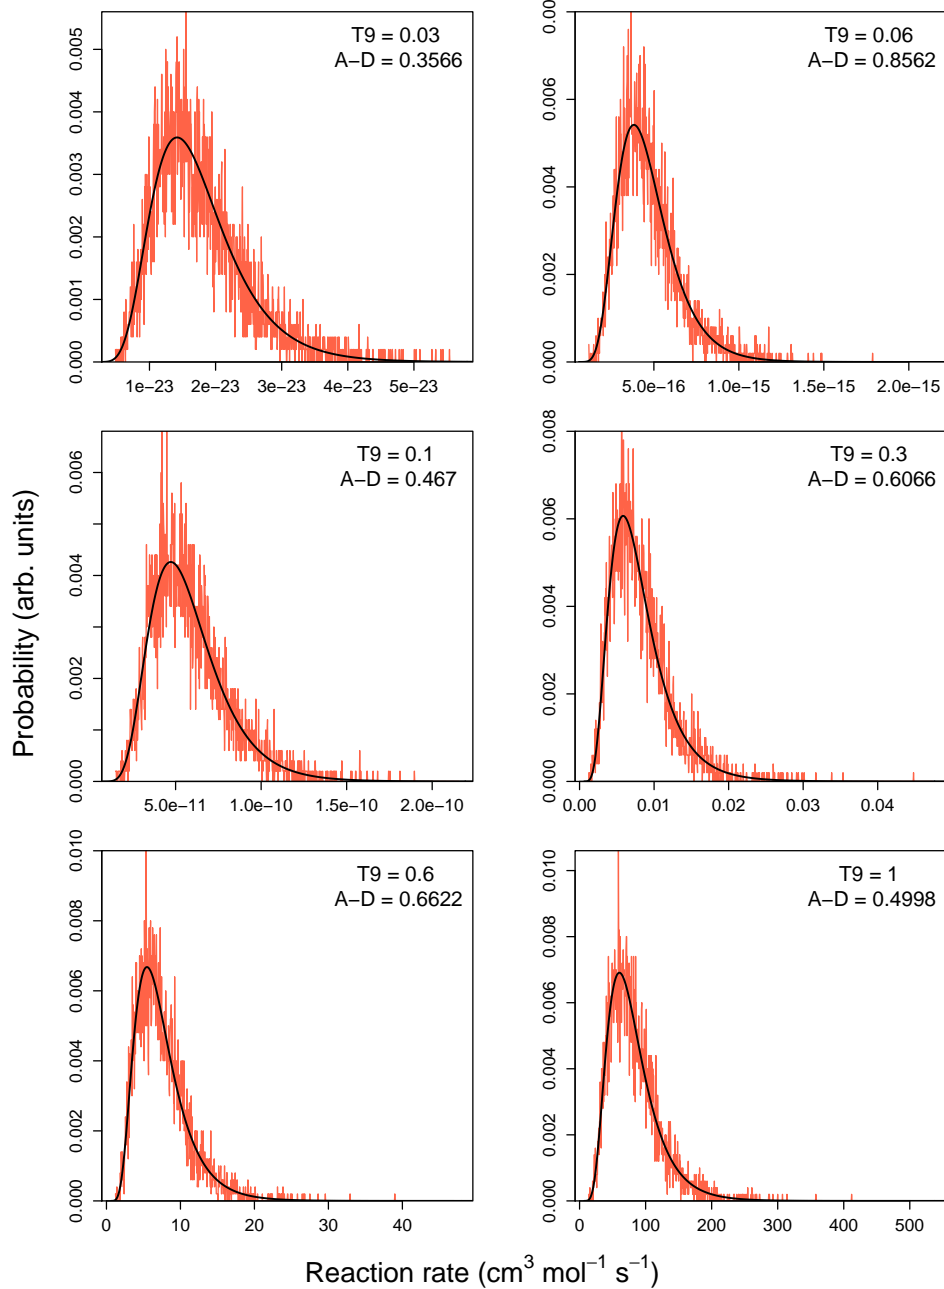 T9 = 0.03
A−D = 0.3566
0.000
0.001
0.002
0.003
0.004
0.005
1e−23
2e−23
3e−23
4e−23
5e−23
T9 = 0.06
A−D = 0.8562
0.000
0.002
0.004
0.006
0.00
5.0e−16
1.0e−15
1.5e−15
2.0e−15
T9 = 0.1
A−D = 0.467
0.000
0.002
0.004
0.006
5.0e−11
1.0e−10
1.5e−10
2.0e−10
T9 = 0.3
A−D = 0.6066
0.000
0.002
0.004
0.006
0.008
0.00
0.01
0.02
0.03
0.04
T9 = 0.6
A−D = 0.6622
0.000
0.002
0.004
0.006
0.008
0.010
0
10
20
30
40
T9 = 1
A−D = 0.4998
0.000
0.002
0.004
0.006
0.008
0.010
0
100
200
300
400
500
Probability (arb. units)
Reaction rate (cm³ mol⁻¹ s⁻¹)